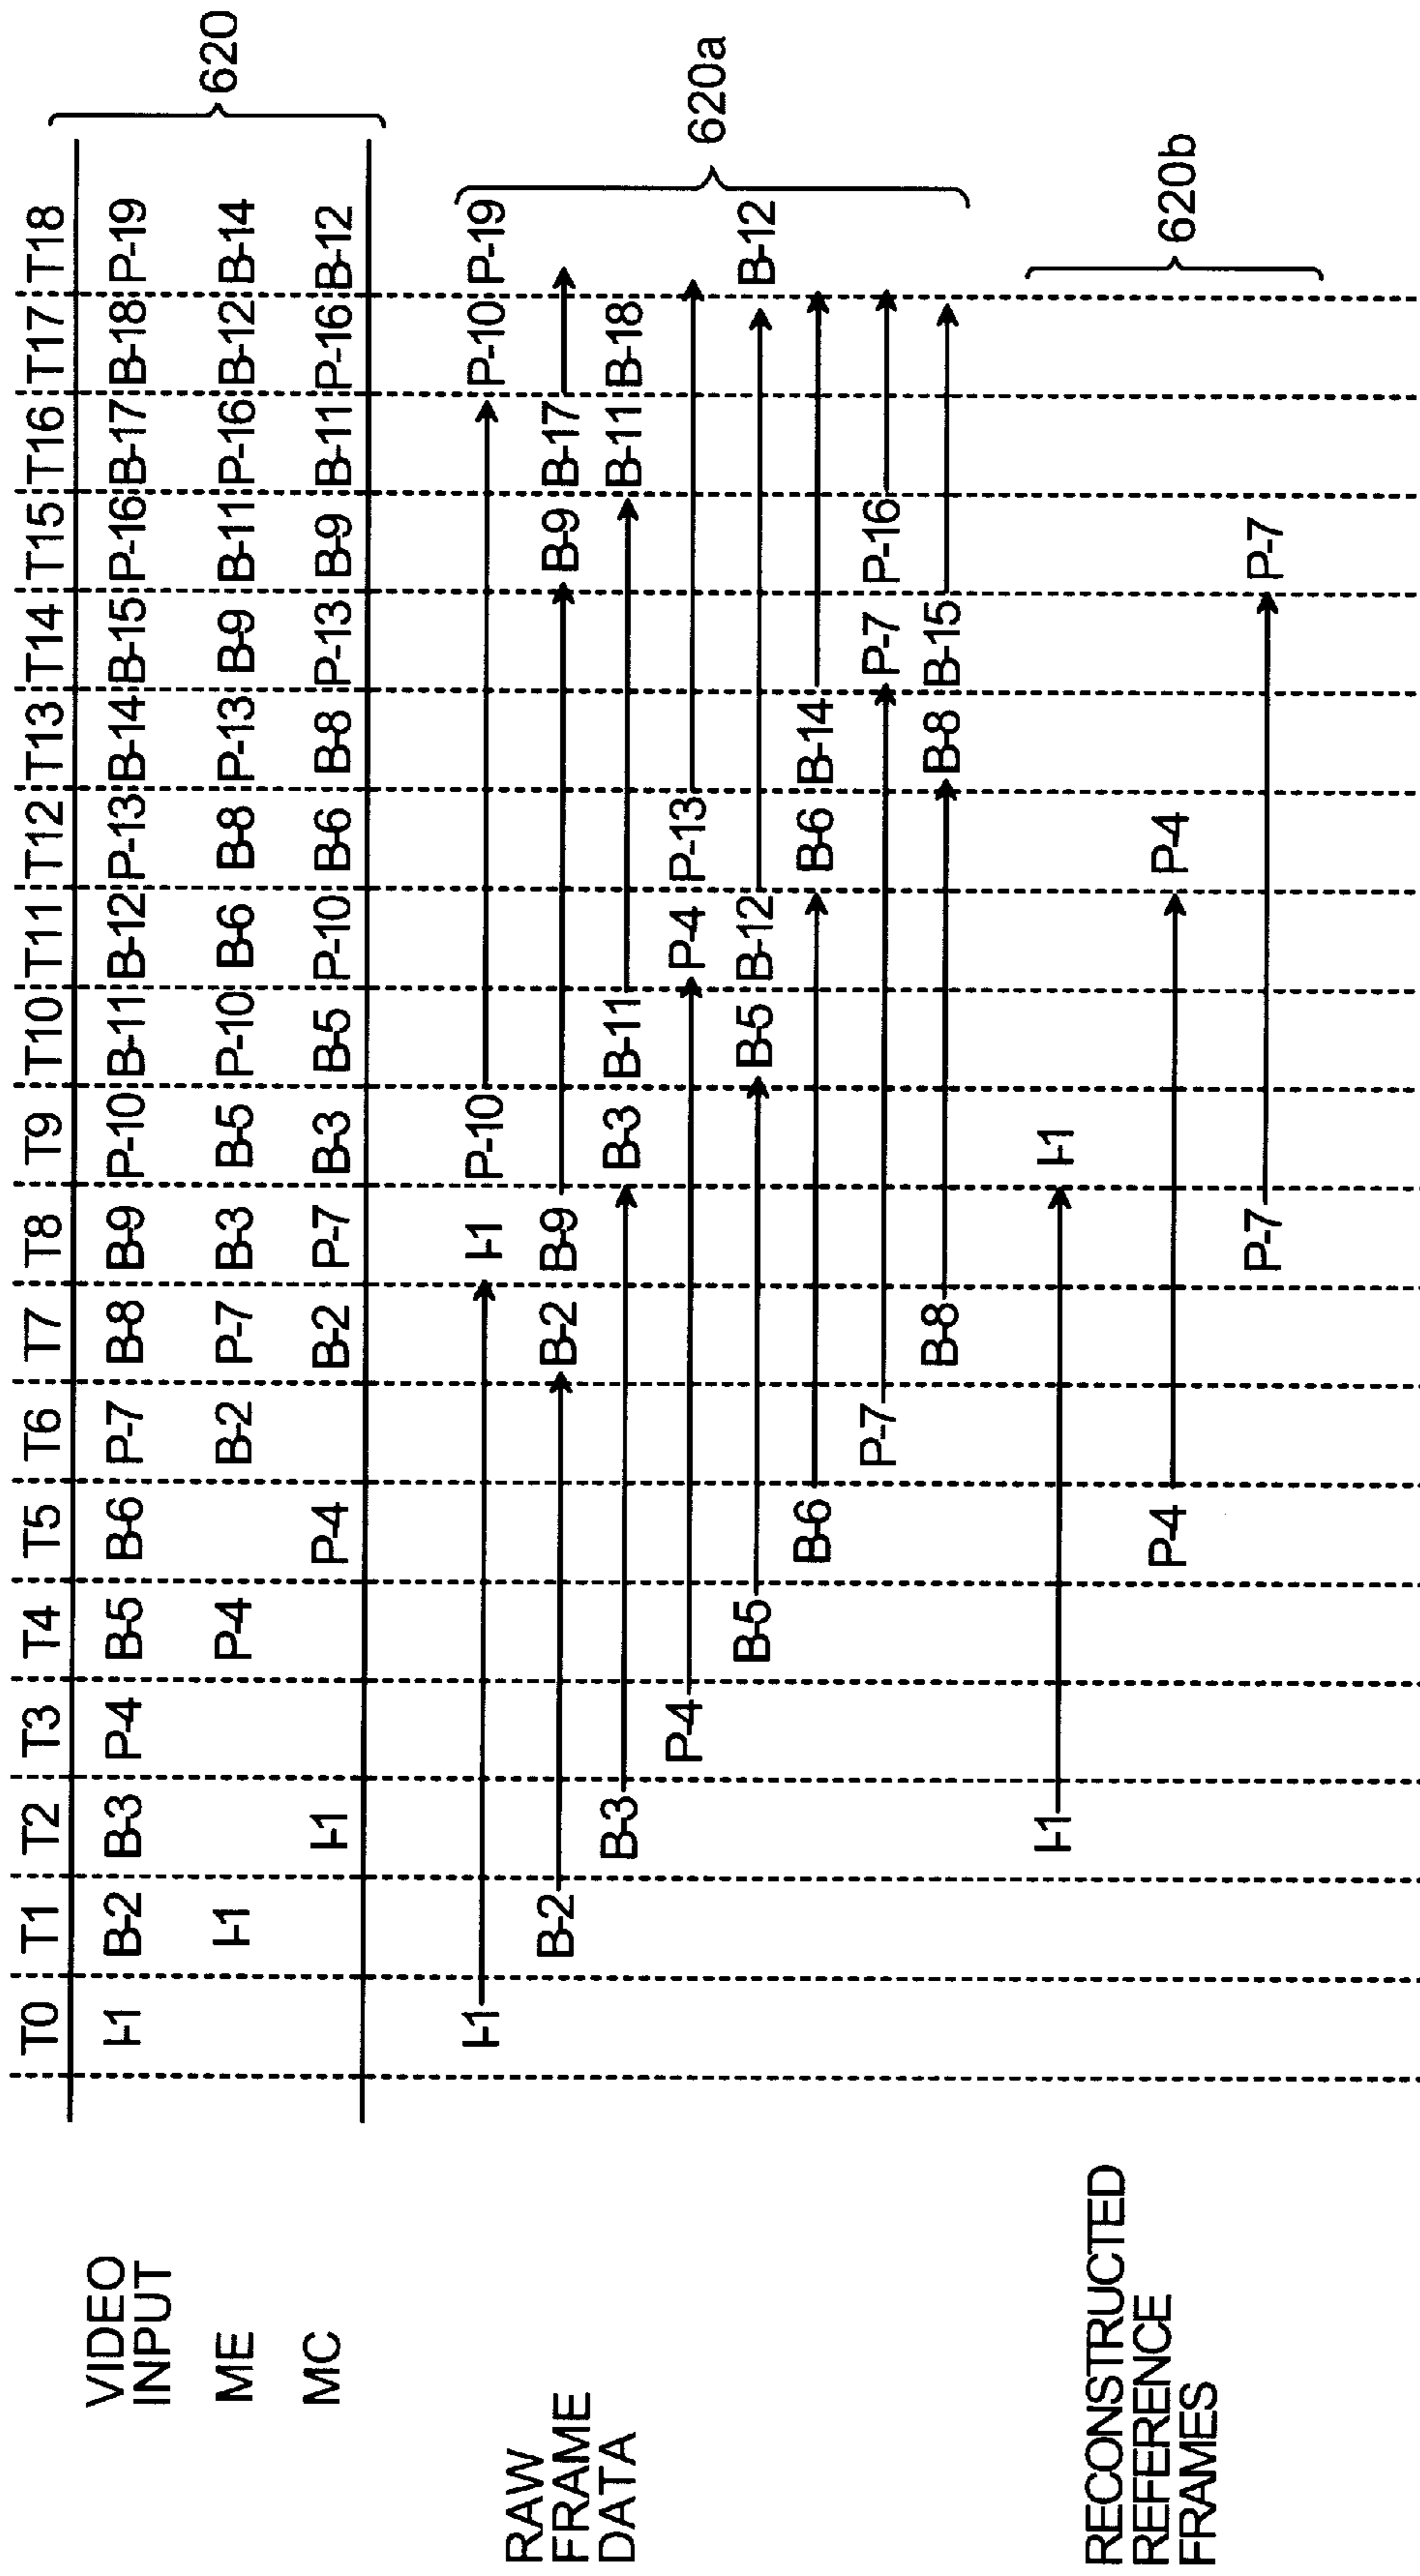 T0 T1 T2 T3 T4 T5 T6 T7 T8 T9 T10 T11 T12 T13 T14 T15 T16 T17 T18
VIDEO
INPUT
I-1 B-2 B-3 P-4 B-5 B-6 P-7 B-8 B-9 P-10 B-11 B-12 P-13 B-14 B-15 P-16 B-17 B-18 P-19
620
ME
I-1 P-4 B-2 P-7 B-3 B-5 P-10 B-6 B-8 P-13 B-9 B-11 P-16 B-12 B-14
MC
I-1 P-4 B-2 P-7 B-3 B-5 P-10 B-6 B-8 P-13 B-9 B-11 P-16 B-12
RAW
FRAME
DATA
I-1 I-1 P-10 P-10 P-19
B-2 B-2 B-9 B-9 B-17
B-3 B-3 B-11 B-11 B-18
P-4 P-4 P-13
620a
B-5 B-5 B-12 B-12
B-6 B-6 B-14
P-7 P-7 P-16
B-8 B-8 B-15
RECONSTRUCTED
REFERENCE
FRAMES
I-1 I-1
P-4 P-4
620b
P-7 P-7